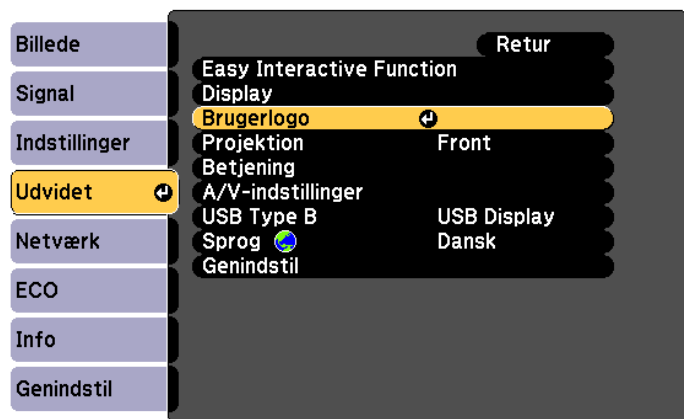 Billede
Signal
Indstillinger
Udvidet
Netværk
ECO
Info
Genindstil
Retur
Easy Interactive Function
Display
Brugerlogo
Projektion Front
Betjening
A/V-indstillinger
USB Type B USB Display
Sprog Dansk
Genindstil